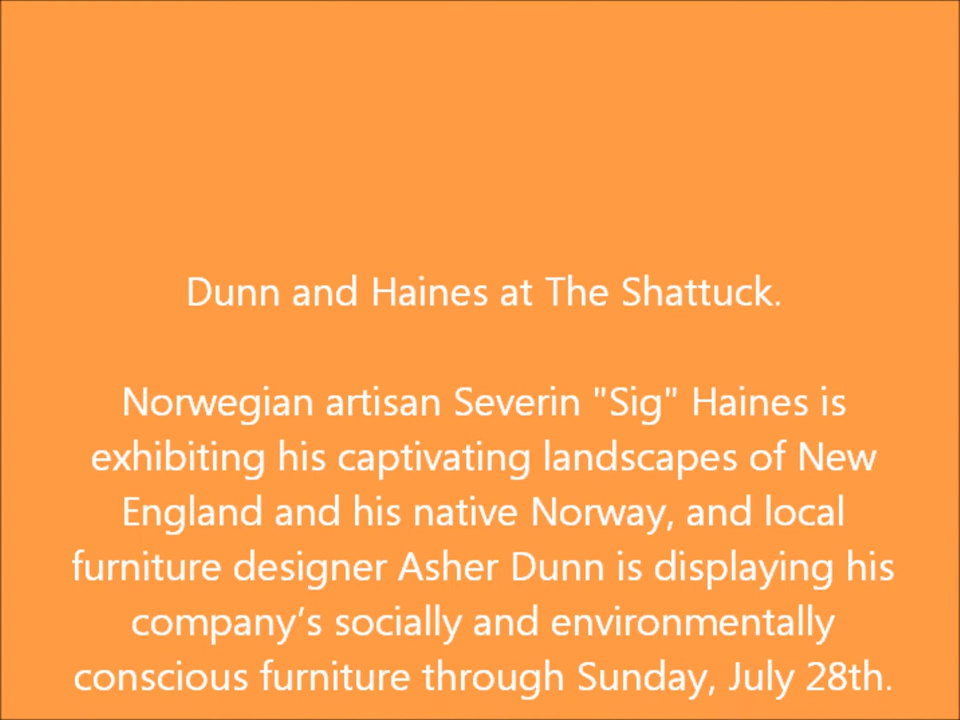 Dunn and Haines at The Shattuck.
Norwegian artisan Severin "Sig" Haines is
exhibiting his captivating landscapes of New
England and his native Norway, and local
furniture designer Asher Dunn is displaying his
company’s socially and environmentally
conscious furniture through Sunday, July 28th.